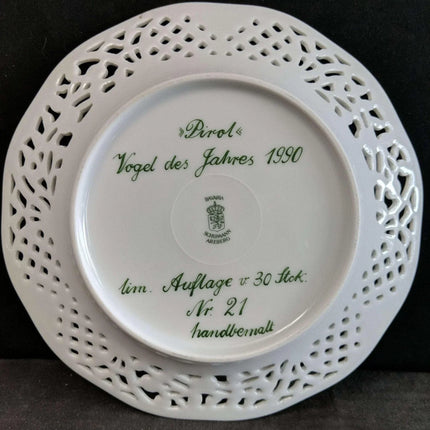 »Pirol«
Vogel des Jahres 1990
BAVARIA
SCHUMANN
ARZBERG
lim. Auflage v 30 Stck.
Nr. 21
handbemalt